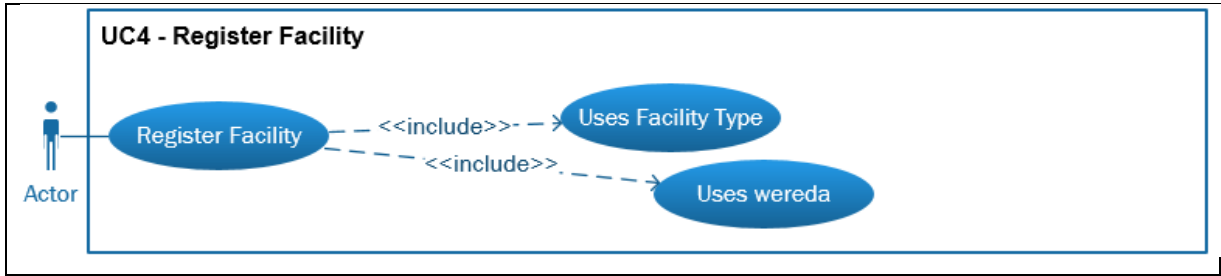 UC4 - Register Facility
Register Facility
<<include>>
Uses Facility Type
<<include>>
Uses wereda
Actor